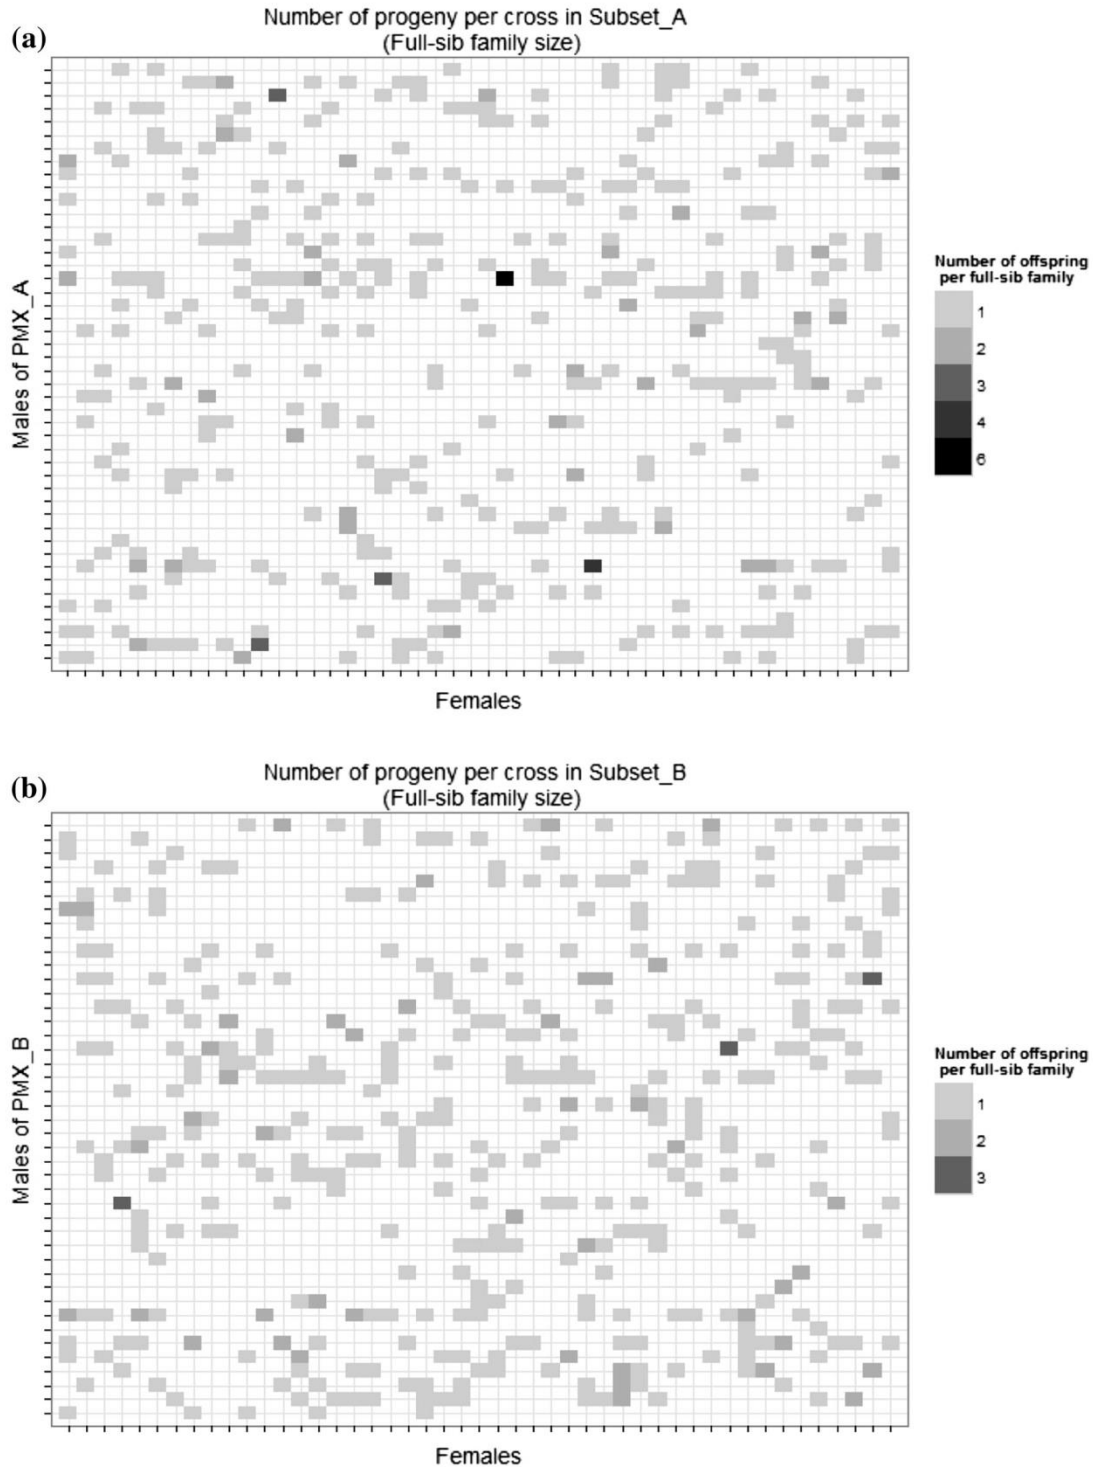 (a)
Number of progeny per cross in Subset_A
(Full-sib family size)
Males of PMX_A
Females
Number of offspring
per full-sib family
1
2
3
4
6
(b)
Number of progeny per cross in Subset_B
(Full-sib family size)
Males of PMX_B
Females
Number of offspring
per full-sib family
1
2
3